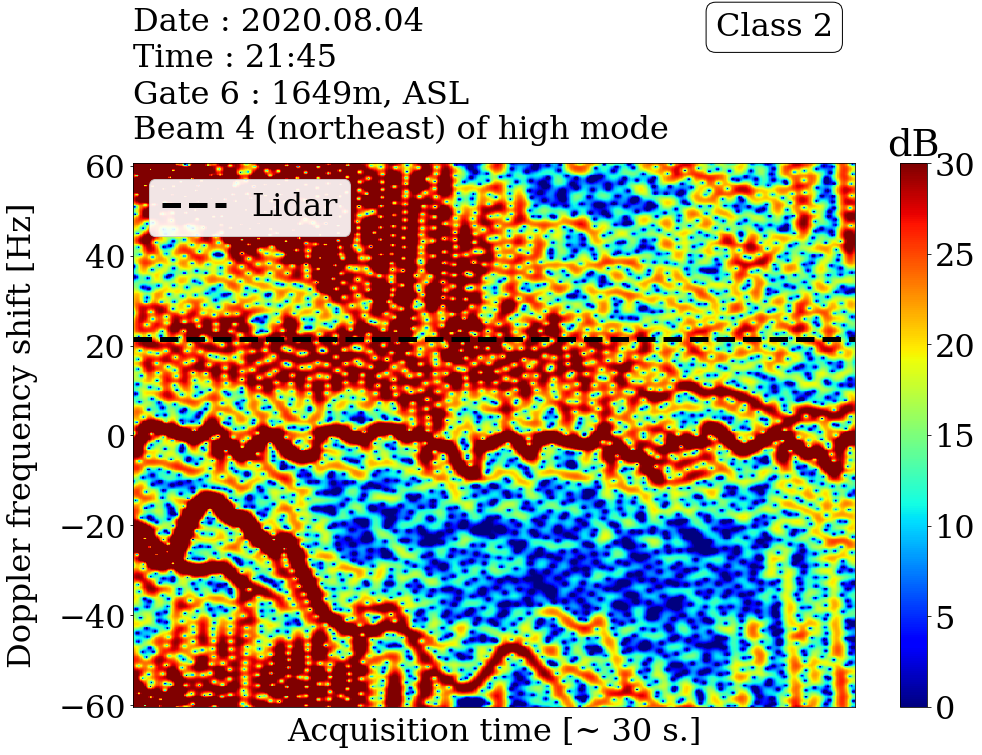 Date : 2020.08.04
Time : 21:45
Gate 6 : 1649m, ASL
Beam 4 (northeast) of high mode
Class 2
dB
Lidar
Doppler frequency shift [Hz]
60
40
20
0
−20
−40
−60
30
25
20
15
10
5
0
Acquisition time [~ 30 s.]